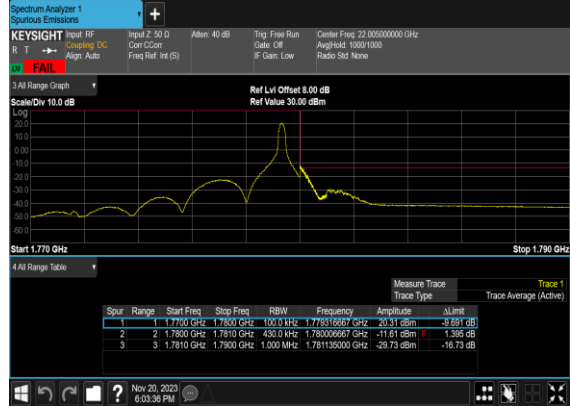 Spectrum Analyzer 1
Spurious Emissions
KEYSIGHT Input: RF Input Z: 50 Ω Atten: 40 dB Trig: Free Run Center Freq: 22.005000000 GHz
R T Coupling: DC Corr CCorr Gate: Off Avg|Hold: 1000/1000
Align: Auto Freq Ref: Int (S) IF Gain: Low Radio Std: None
LV FAIL
3 All Range Graph Ref Lvl Offset 8.00 dB
Scale/Div 10.0 dB Ref Value 30.00 dBm
Log
20.0
10.0
0.00
-10.0
-20.0
-30.0
-40.0
-50.0
-60.0
Start 1.770 GHz Stop 1.790 GHz
4 All Range Table
Measure Trace Trace 1
Trace Type Trace Average (Active)
Spur Range Start Freq Stop Freq RBW Frequency Amplitude ΔLimit
1 1 1.7700 GHz 1.7800 GHz 100.0 kHz 1.779316667 GHz 20.31 dBm -9.691 dB
2 2 1.7800 GHz 1.7810 GHz 430.0 kHz 1.780006667 GHz -11.61 dBm F 1.395 dB
3 3 1.7810 GHz 1.7900 GHz 1.000 MHz 1.781135000 GHz -29.73 dBm -16.73 dB
? Nov 20, 2023
6:03:36 PM